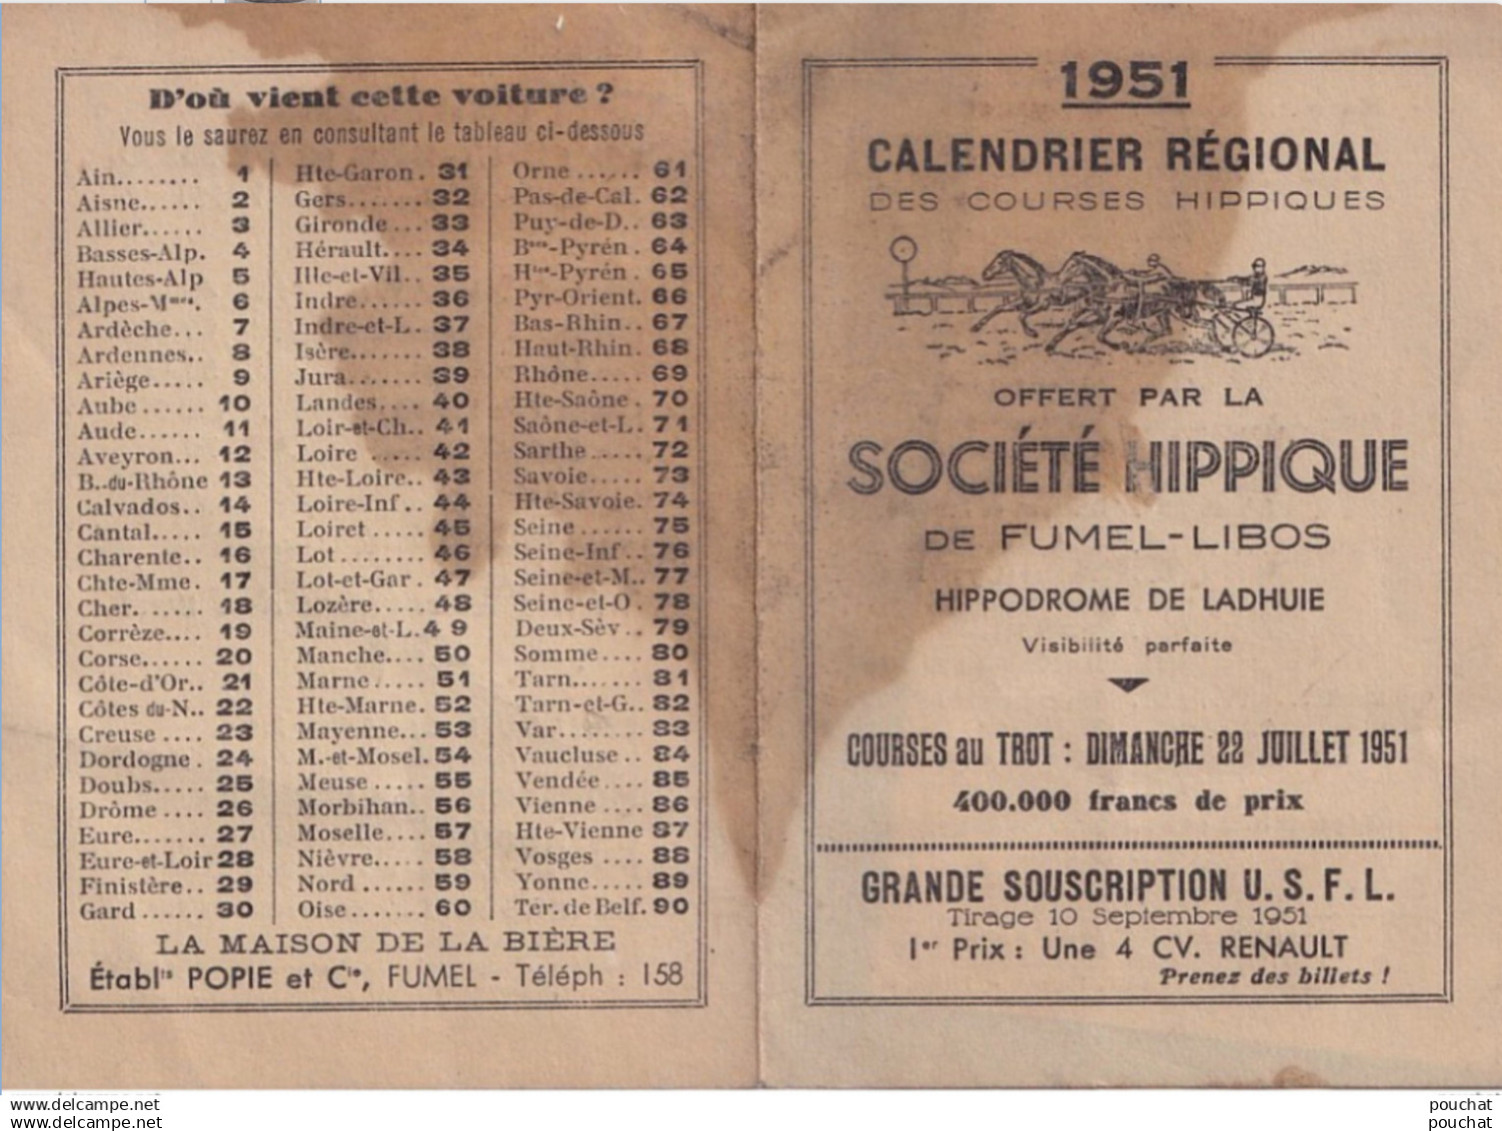 D'où vient cette voiture ?
Vous le saurez en consultant le tableau ci-dessous
Ain........ 1
Aisne...... 2
Allier...... 3
Basses-Alp. 4
Hautes-Alp 5
Alpes-Mmes. 6
Ardèche... 7
Ardennes.. 8
Ariège..... 9
Aube ...... 10
Aude...... 11
Aveyron... 12
B..du-Rhône 13
Calvados.. 14
Cantal..... 15
Charente.. 16
Chte-Mme. 17
Cher. ...... 18
Corrèze.... 19
Corse...... 20
Côte-d'Or.. 21
Côtes du-N.. 22
Creuse .... 23
Dordogne . 24
Doubs..... 25
Drôme .... 26
Eure....... 27
Eure-et-Loir 28
Finistère.. 29
Gard ...... 30
Hte-Garon. 31
Gers....... 32
Gironde ... 33
Hérault.... 34
Ille-et-Vil.. 35
Indre...... 36
Indre-et-L.. 37
Isère....... 38
Jura........ 39
Landes.... 40
Loir-et-Ch.. 41
Loire ..... 42
Hte-Loire.. 43
Loire-Inf.. 44
Loiret ..... 45
Lot........ 46
Lot-et-Gar. 47
Lozère..... 48
Maine-et-L.4 9
Manche.... 50
Marne ..... 51
Hte-Marne. 52
Mayenne... 53
M.-et-Mosel. 54
Meuse ..... 55
Morbihan.. 56
Moselle.... 57
Nièvre..... 58
Nord ...... 59
Oise....... 60
Orne ...... 61
Pas-de-Cal. 62
Puy-de-D.. 63
Bses-Pyrén . 64
Htes-Pyrén . 65
Pyr-Orient. 66
Bas-Rhin.. 67
Haut-Rhin. 68
Rhône..... 69
Hte-Saône . 70
Saône-et-L. 71
Sarthe ..... 72
Savoie..... 73
Hte-Savoie. 74
Seine ...... 75
Seine-Inf .. 76
Seine-et-M.. 77
Seine-et-O . 78
Deux-Sèv.. 79
Somme.... 80
Tarn....... 81
Tarn-et-G.. 82
Var........ 83
Vaucluse .. 84
Vendée.... 85
Vienne .... 86
Hte-Vienne 87
Vosges .... 88
Yonne..... 89
Ter. de Belf. 90
LA MAISON DE LA BIÈRE
Établts POPIE et Cie, FUMEL - Téléph : 158
1951
CALENDRIER RÉGIONAL
DES COURSES HIPPIQUES
OFFERT PAR LA
SOCIÉTÉ HIPPIQUE
DE FUMEL-LIBOS
HIPPODROME DE LADHUIE
Visibilité parfaite
COURSES au TROT : DIMANCHE 22 JUILLET 1951
400.000 francs de prix
GRANDE SOUSCRIPTION U. S. F. L.
Tirage 10 Septembre 1951
1er Prix : Une 4 CV. RENAULT
Prenez des billets !
www.delcampe.net
www.delcampe.net
pouchat
pouchat